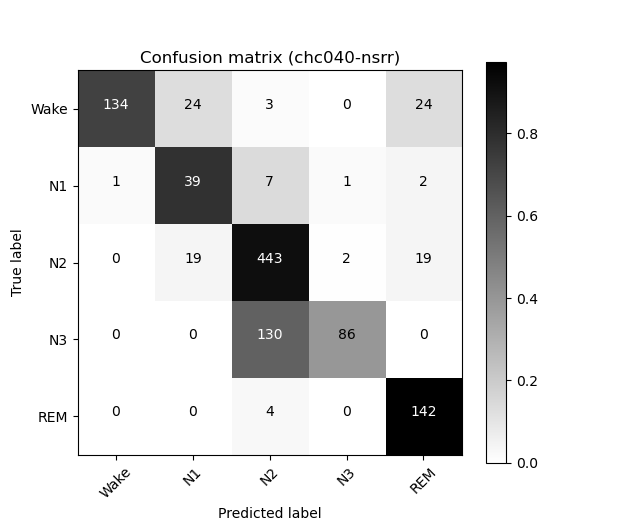 Confusion matrix (chc040-nsrr)
Wake 134 24 3 0 24
N1 1 39 7 1 2
N2 0 19 443 2 19
N3 0 0 130 86 0
REM 0 0 4 0 142
Wake N1 N2 N3 REM
True label
Predicted label
0.8
0.6
0.4
0.2
0.0